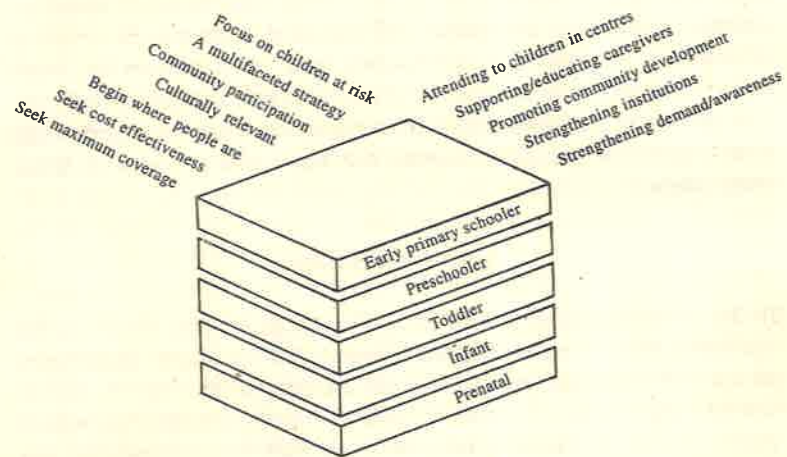 Focus on children at risk
A multifaceted strategy
Community participation
Culturally relevant
Begin where people are
Seek cost effectiveness
Seek maximum coverage
Attending to children in centres
Supporting/educating caregivers
Promoting community development
Strengthening institutions
Strengthening demand/awareness
Early primary schooler
Preschooler
Toddler
Infant
Prenatal